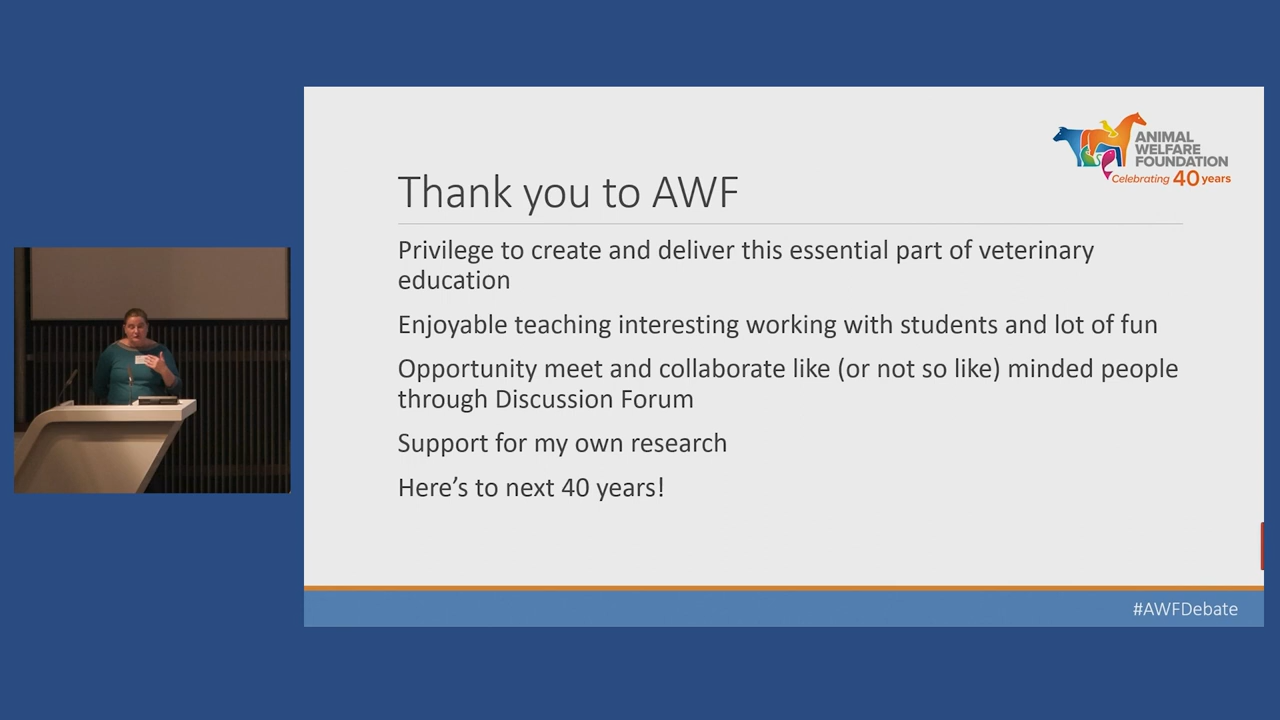 ANIMAL
WELFARE
FOUNDATION
Celebrating 40 years
Thank you to AWF
Privilege to create and deliver this essential part of veterinary
education
Enjoyable teaching interesting working with students and lot of fun
Opportunity meet and collaborate like (or not so like) minded people
through Discussion Forum
Support for my own research
Here’s to next 40 years!
#AWFDebate